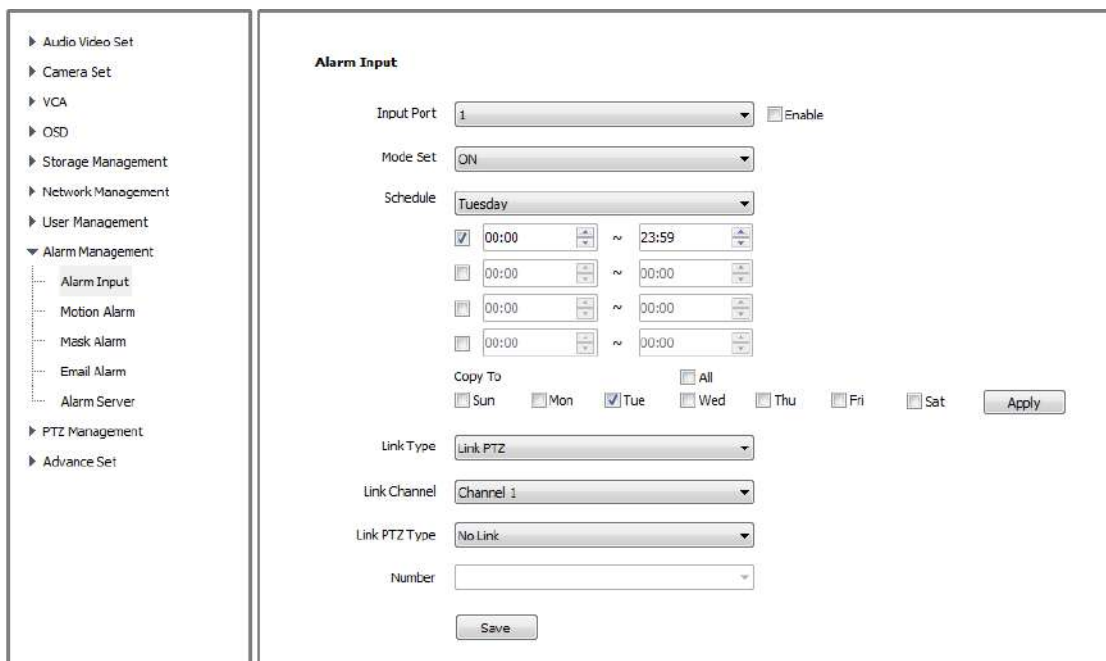 Audio Video Set
Camera Set
VCA
OSD
Storage Management
Network Management
User Management
Alarm Management
Alarm Input
Motion Alarm
Mask Alarm
Email Alarm
Alarm Server
PTZ Management
Advance Set
Alarm Input
Input Port 1 Enable
Mode Set ON
Schedule Tuesday
00:00 ~ 23:59
00:00 ~ 00:00
00:00 ~ 00:00
00:00 ~ 00:00
Copy To All
Sun Mon Tue Wed Thu Fri Sat Apply
Link Type Link PTZ
Link Channel Channel 1
Link PTZ Type No Link
Number
Save